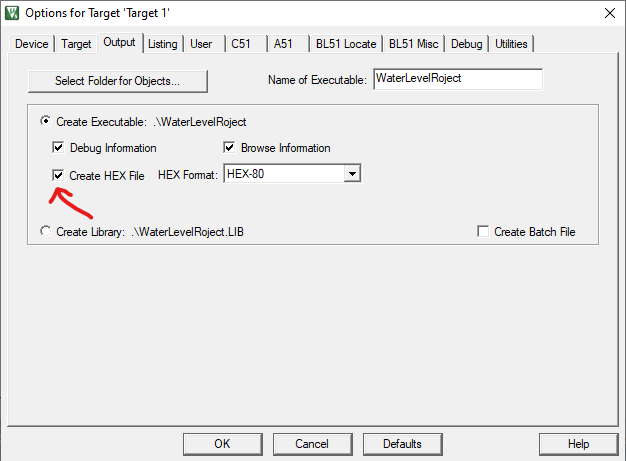 Options for Target 'Target 1'
Device Target Output Listing User C51 A51 BL51 Locate BL51 Misc Debug Utilities
Select Folder for Objects... Name of Executable: WaterLevelRoject
Create Executable: .\WaterLevelRoject
Debug Information Browse Information
Create HEX File HEX Format: HEX-80
Create Library: .\WaterLevelRoject.LIB Create Batch File
OK Cancel Defaults Help